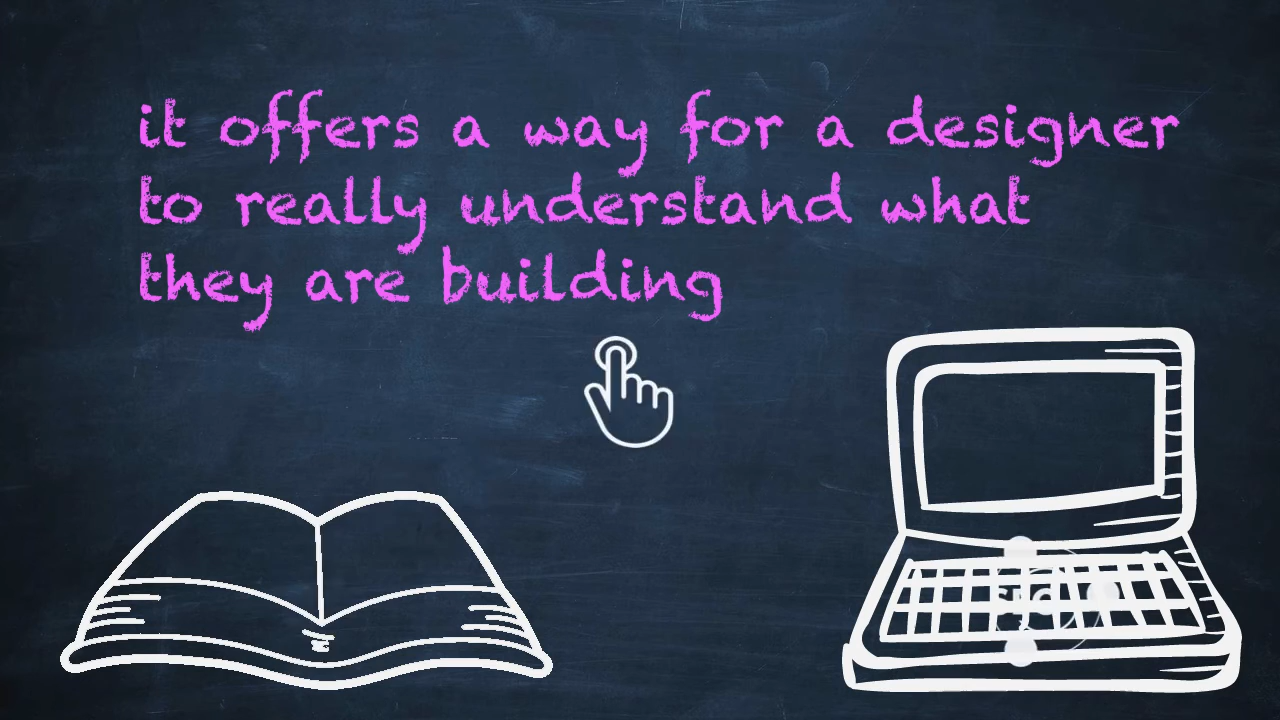 it offers a way for a designer
to really understand what
they are building